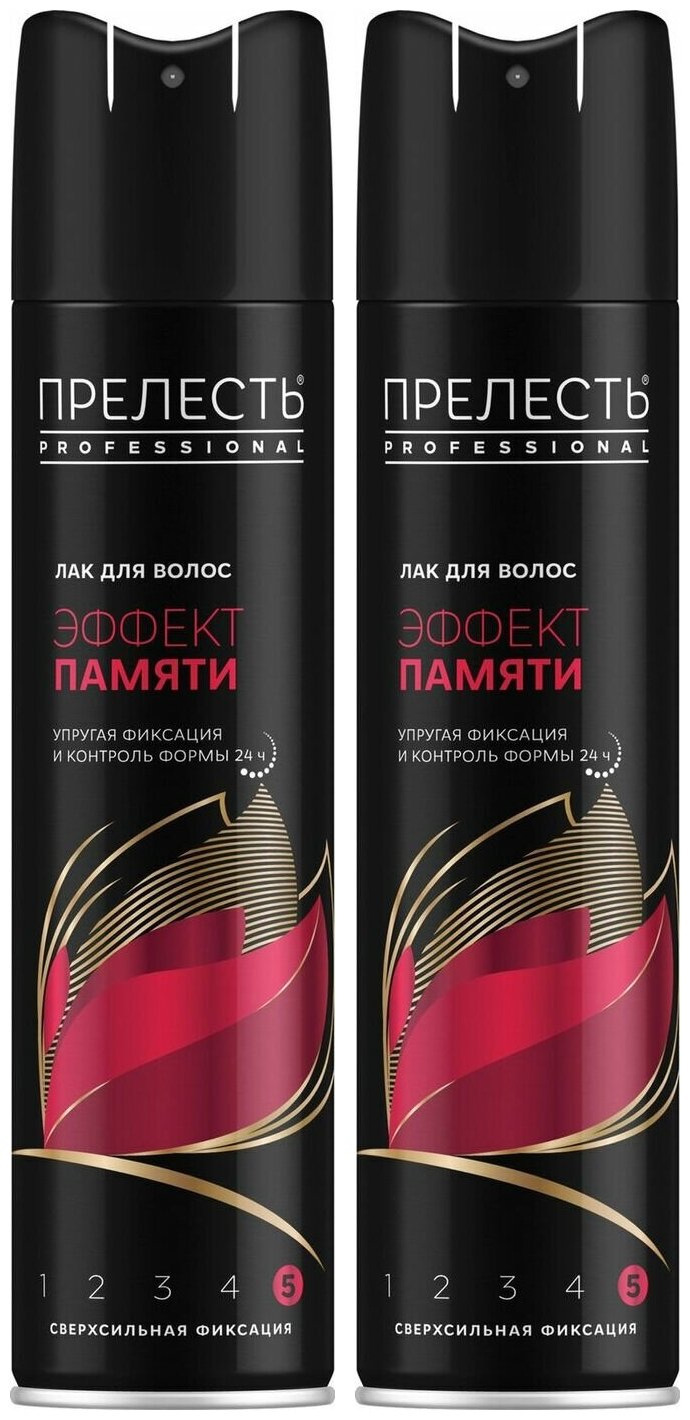 ПРЕЛЕСТЬ®
PROFESSIONAL
ЛАК ДЛЯ ВОЛОС
ЭФФЕКТ
ПАМЯТИ
УПРУГАЯ ФИКСАЦИЯ
И КОНТРОЛЬ ФОРМЫ 24 ч
1 2 3 4 5
СВЕРХСИЛЬНАЯ ФИКСАЦИЯ
ПРЕЛЕСТЬ®
PROFESSIONAL
ЛАК ДЛЯ ВОЛОС
ЭФФЕКТ
ПАМЯТИ
УПРУГАЯ ФИКСАЦИЯ
И КОНТРОЛЬ ФОРМЫ 24 ч
1 2 3 4 5
СВЕРХСИЛЬНАЯ ФИКСАЦИЯ